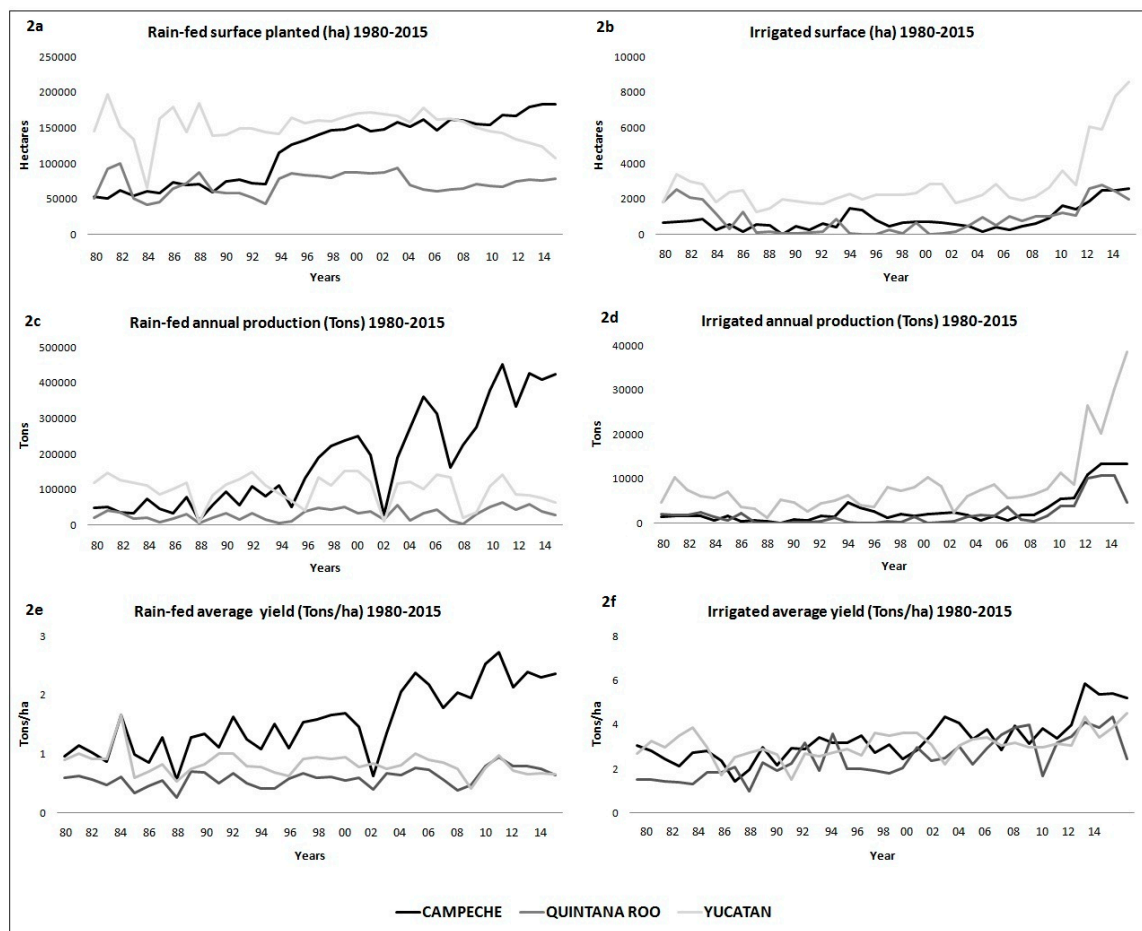 2a
Rain-fed surface planted (ha) 1980-2015
250000
200000
150000
100000
50000
0
Hectares
80 82 84 86 88 90 92 94 96 98 00 02 04 06 08 10 12 14
Years
2b
Irrigated surface (ha) 1980-2015
10000
8000
6000
4000
2000
0
Hectares
80 82 84 86 88 90 92 94 96 98 00 02 04 06 08 10 12 14
Year
2c
Rain-fed annual production (Tons) 1980-2015
500000
400000
300000
200000
100000
0
Tons
80 82 84 86 88 90 92 94 96 98 00 02 04 06 08 10 12 14
Years
2d
Irrigated annual production (Tons) 1980-2015
40000
30000
20000
10000
0
Tons
80 82 84 86 88 90 92 94 96 98 00 02 04 06 08 10 12 14
Year
2e
Rain-fed average yield (Tons/ha) 1980-2015
3
2
1
0
Tons/ha
80 82 84 86 88 90 92 94 96 98 00 02 04 06 08 10 12 14
Years
2f
Irrigated average yield (Tons/ha) 1980-2015
8
6
4
2
0
Tons/ha
80 82 84 86 88 90 92 94 96 98 00 02 04 06 08 10 12 14
Year
CAMPECHE QUINTANA ROO YUCATAN